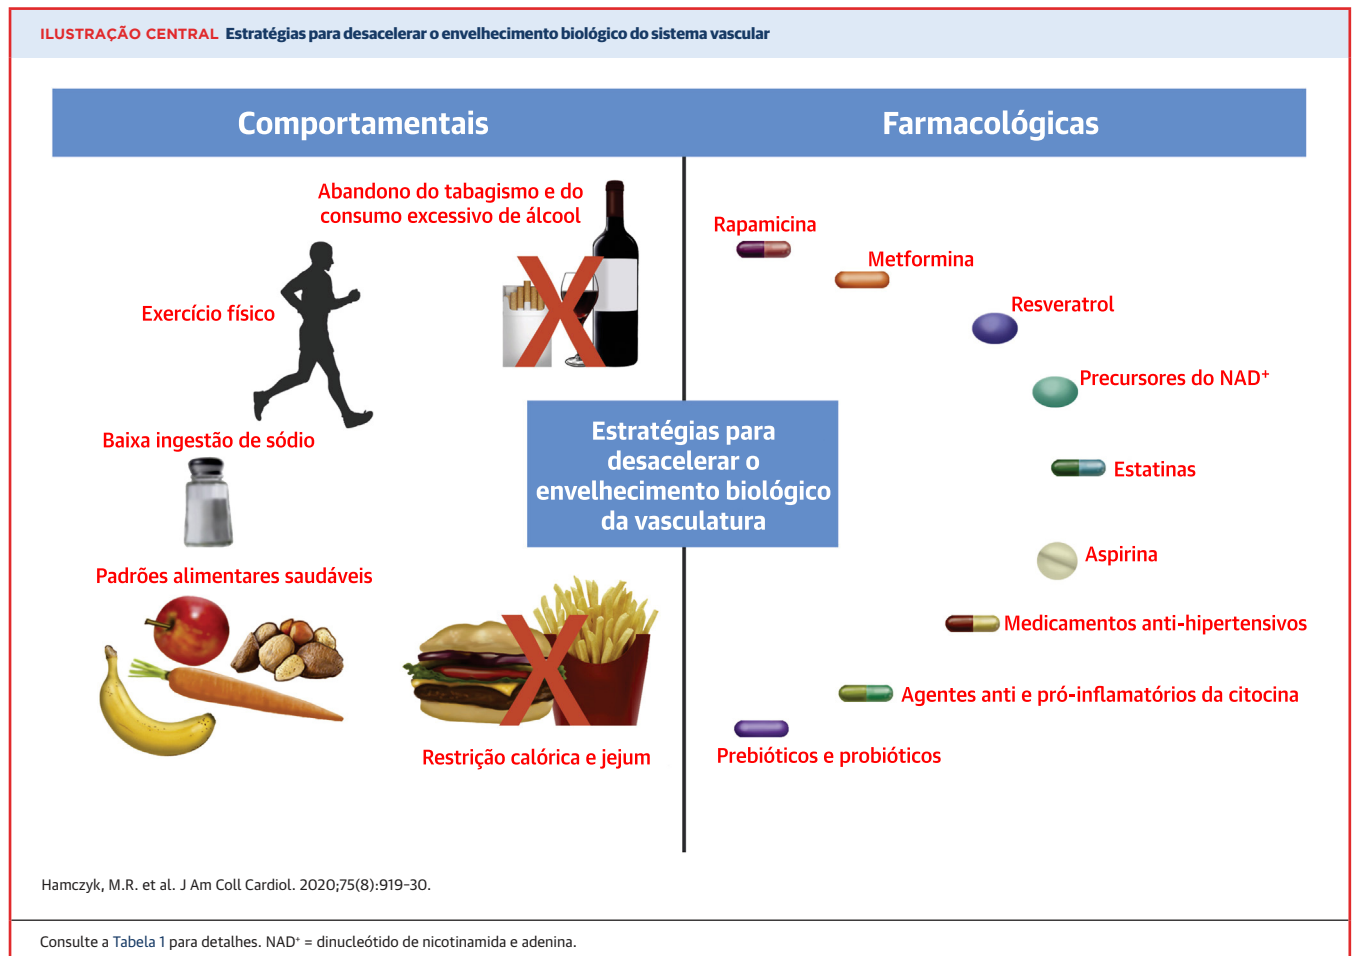 ILUSTRAÇÃO CENTRAL Estratégias para desacelerar o envelhecimento biológico do sistema vascular
Comportamentais
Farmacológicas
Abandono do tabagismo e do
consumo excessivo de álcool
Exercício físico
Baixa ingestão de sódio
Padrões alimentares saudáveis
Restrição calórica e jejum
Estratégias para
desacelerar o
envelhecimento biológico
da vasculatura
Rapamicina
Metformina
Resveratrol
Precursores do NAD⁺
Estatinas
Aspirina
Medicamentos anti-hipertensivos
Agentes anti e pró-inflamatórios da citocina
Prebióticos e probióticos
Hamczyk, M.R. et al. J Am Coll Cardiol. 2020;75(8):919-30.
Consulte a Tabela 1 para detalhes. NAD⁺ = dinucleótido de nicotinamida e adenina.